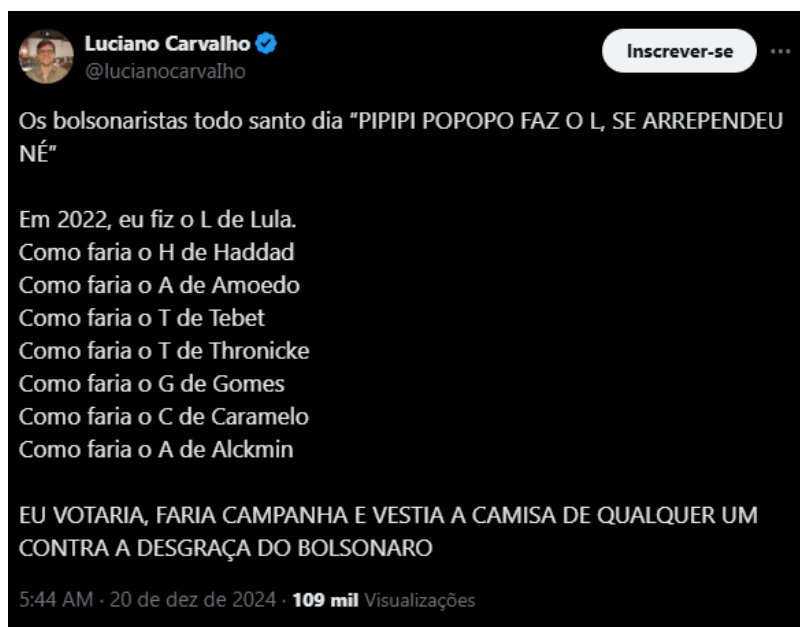 Luciano Carvalho
@lucianocarvaIho
Inscrever-se
Os bolsonaristas todo santo dia “PIPIPI POPOPO FAZ O L, SE ARREPENDEU
NÉ”
Em 2022, eu fiz o L de Lula.
Como faria o H de Haddad
Como faria o A de Amoedo
Como faria o T de Tebet
Como faria o T de Thronicke
Como faria o G de Gomes
Como faria o C de Caramelo
Como faria o A de Alckmin
EU VOTARIA, FARIA CAMPANHA E VESTIA A CAMISA DE QUALQUER UM
CONTRA A DESGRAÇA DO BOLSONARO
5:44 AM · 20 de dez de 2024 · 109 mil Visualizações